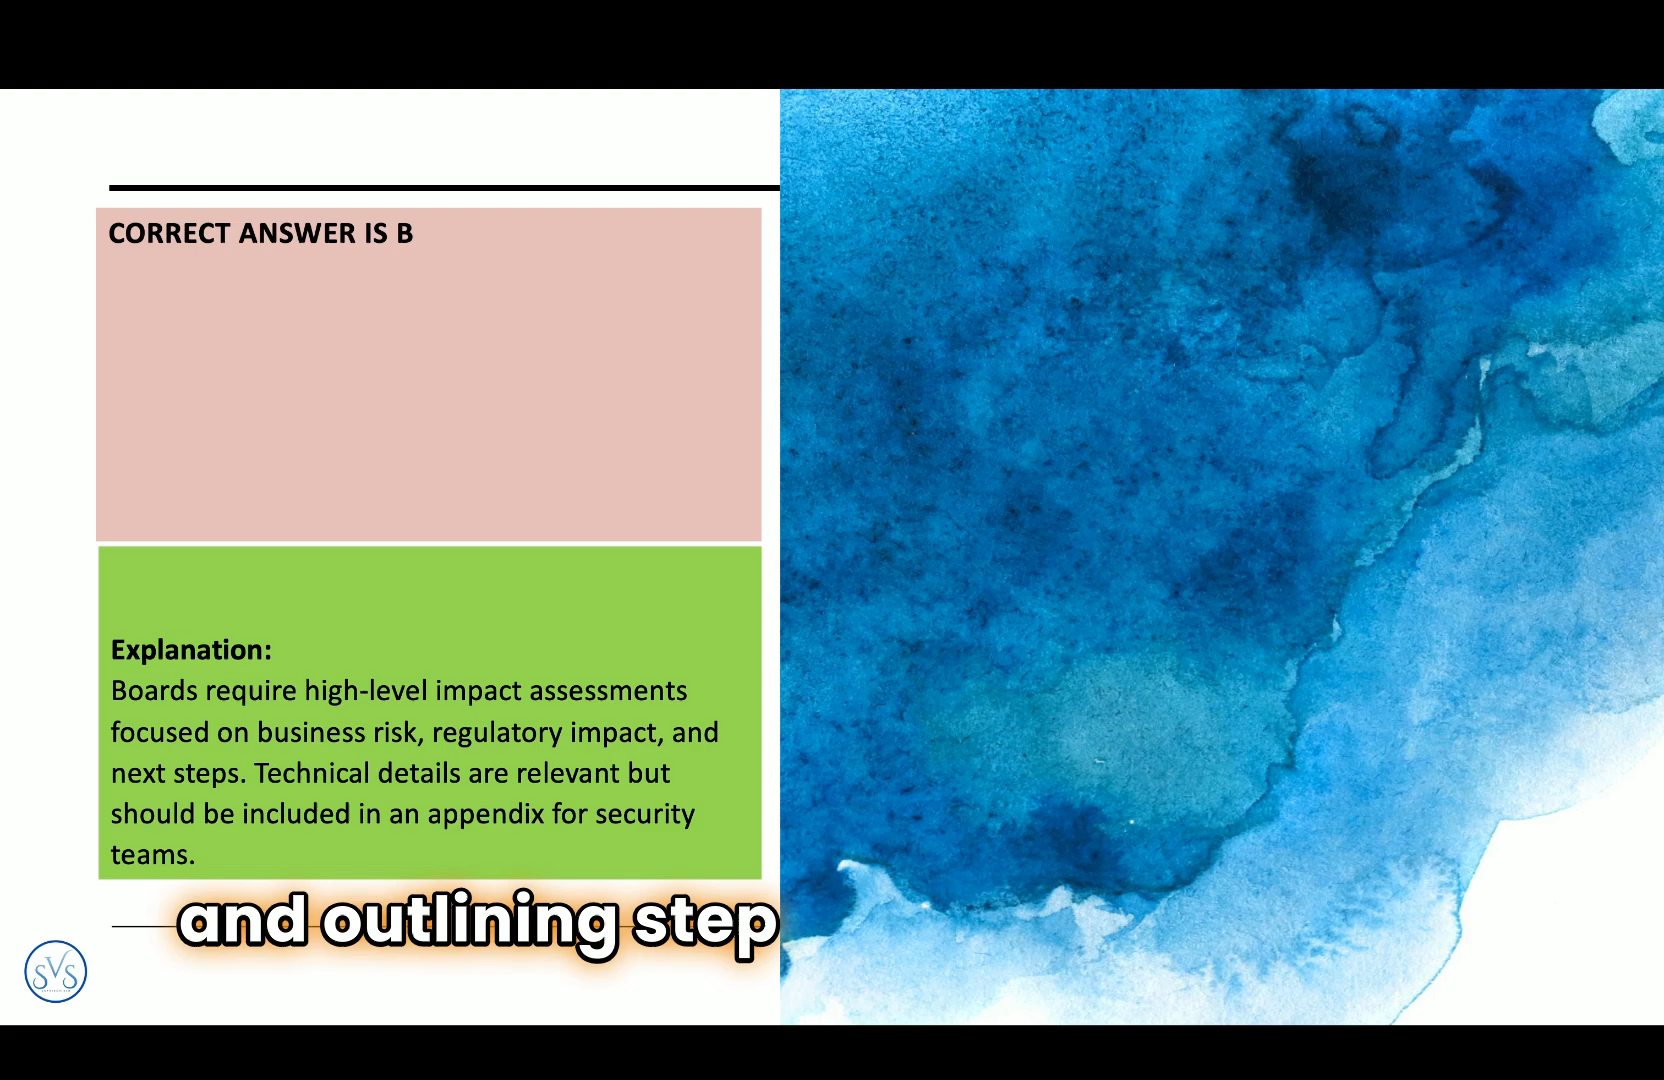 CORRECT ANSWER IS B
Explanation:
Boards require high-level impact assessments
focused on business risk, regulatory impact, and
next steps. Technical details are relevant but
should be included in an appendix for security
teams.
and outlining step
SVS